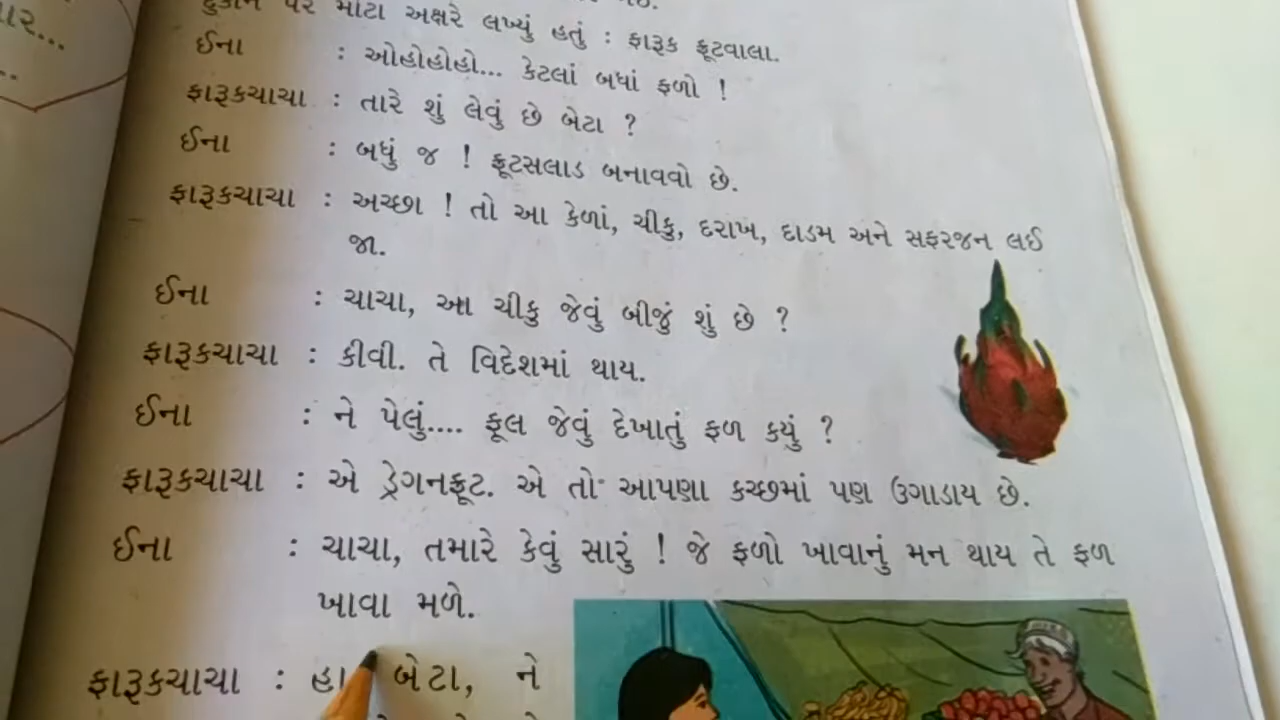 દુકાન પર મોટા અક્ષરે લખ્યું હતું : ફારૂક ફ્રૂટવાલા.
ઈના : ઓહોહોહો... કેટલાં બધાં ફળો !
ફારૂકચાચા : તારે શું લેવું છે બેટા ?
ઈના : બધું જ ! ફ્રૂટસલાડ બનાવવો છે.
ફારૂકચાચા : અચ્છા ! તો આ કેળાં, ચીકુ, દરાખ, દાડમ અને સફરજન લઈ
જા.
ઈના : ચાચા, આ ચીકુ જેવું બીજું શું છે ?
ફારૂકચાચા : કીવી. તે વિદેશમાં થાય.
ઈના : ને પેલું.... ફૂલ જેવું દેખાતું ફળ કયું ?
ફારૂકચાચા : એ ડ્રેગનફ્રૂટ. એ તો આપણા કચ્છમાં પણ ઉગાડાય છે.
ઈના : ચાચા, તમારે કેવું સારું ! જે ફળો ખાવાનું મન થાય તે ફળ
ખાવા મળે.
ફારૂકચાચા : હા બેટા, ને